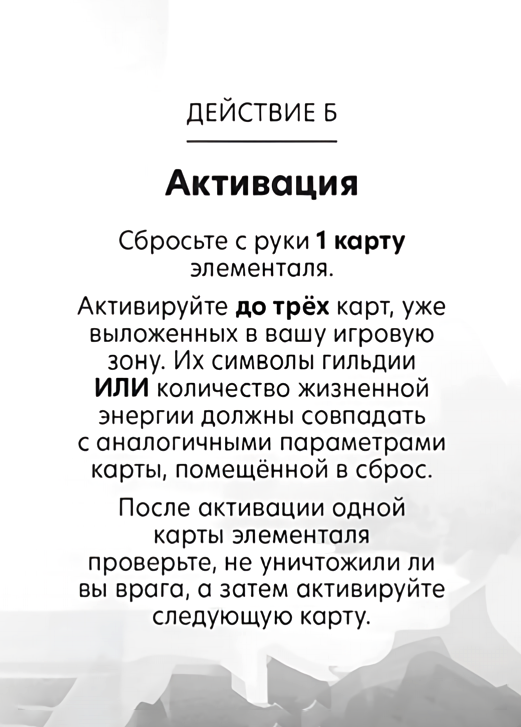 ДЕЙСТВИЕ Б
Активация
Сбросьте с руки 1 карту
элементаля.
Активируйте до трёх карт, уже
выложенных в вашу игровую
зону. Их символы гильдии
ИЛИ количество жизненной
энергии должны совпадать
с аналогичными параметрами
карты, помещённой в сброс.
После активации одной
карты элементаля
проверьте, не уничтожили ли
вы врага, а затем активируйте
следующую карту.